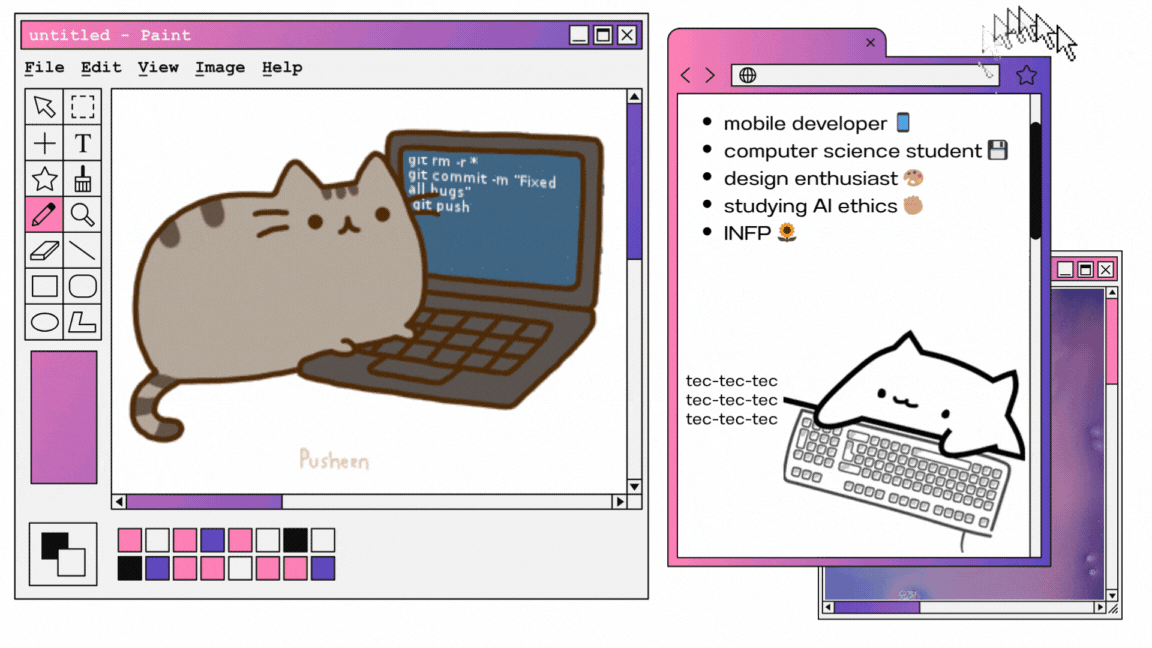 untitled - Paint
File Edit View Image Help
T
git rm -r *
git commit -m "Fixed
all bugs"
git push
Pusheen
mobile developer 📱
computer science student 💾
design enthusiast 🎨
studying AI ethics ✊🏼
INFP 🌻
tec-tec-tec
tec-tec-tec
tec-tec-tec